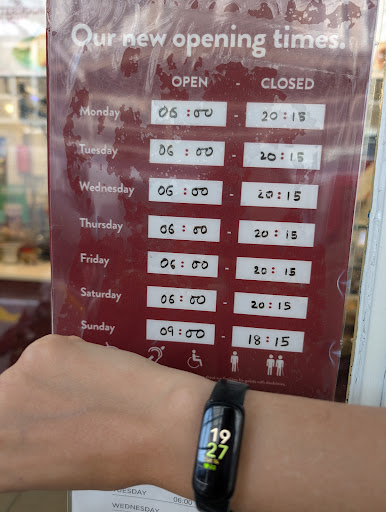 Our new opening times.
OPEN - CLOSED
Monday 06:00 - 20:15
Tuesday 06:00 - 20:15
Wednesday 06:00 - 20:15
Thursday 06:00 - 20:15
Friday 06:00 - 20:15
Saturday 06:00 - 20:15
Sunday 09:00 - 18:15
19
27
TUESDAY 06:00
WEDNESDAY